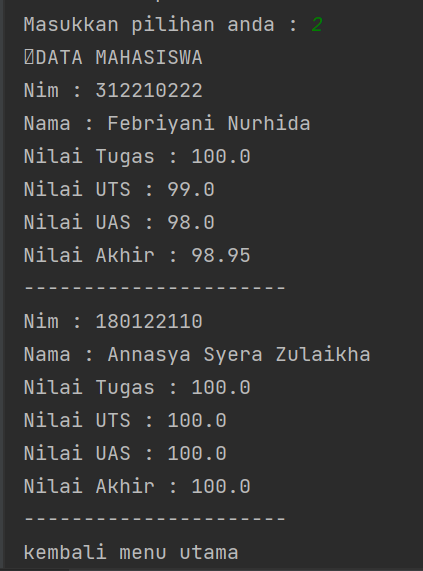 Masukkan pilihan anda : 2
DATA MAHASISWA
Nim : 312210222
Nama : Febriyani Nurhida
Nilai Tugas : 100.0
Nilai UTS : 99.0
Nilai UAS : 98.0
Nilai Akhir : 98.95
----------------------
Nim : 180122110
Nama : Annasya Syera Zulaikha
Nilai Tugas : 100.0
Nilai UTS : 100.0
Nilai UAS : 100.0
Nilai Akhir : 100.0
----------------------
kembali menu utama